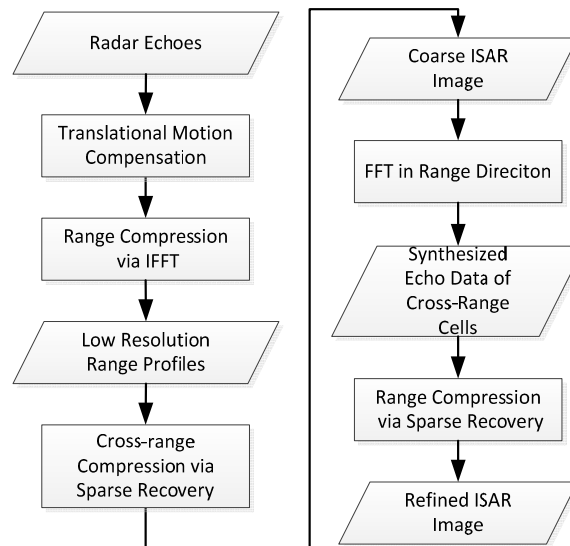 Radar Echoes
Translational Motion
Compensation
Range Compression
via IFFT
Low Resolution
Range Profiles
Cross-range
Compression via
Sparse Recovery
Coarse ISAR
Image
FFT in Range Direciton
Synthesized
Echo Data of
Cross-Range
Cells
Range Compression
via Sparse Recovery
Refined ISAR
Image